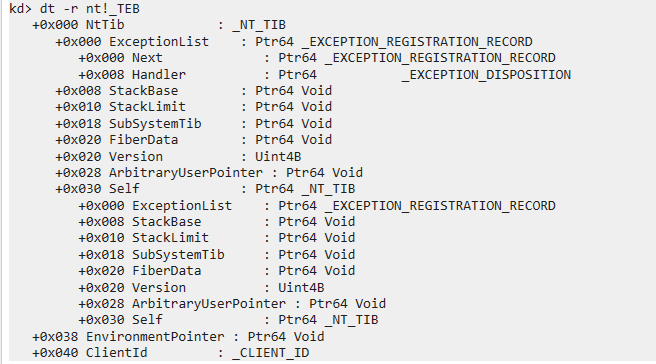 kd> dt -r nt!_TEB
   +0x000 NtTib            : _NT_TIB
      +0x000 ExceptionList    : Ptr64 _EXCEPTION_REGISTRATION_RECORD
         +0x000 Next             : Ptr64 _EXCEPTION_REGISTRATION_RECORD
         +0x008 Handler          : Ptr64           _EXCEPTION_DISPOSITION
      +0x008 StackBase        : Ptr64 Void
      +0x010 StackLimit       : Ptr64 Void
      +0x018 SubSystemTib     : Ptr64 Void
      +0x020 FiberData        : Ptr64 Void
      +0x020 Version          : Uint4B
      +0x028 ArbitraryUserPointer : Ptr64 Void
      +0x030 Self             : Ptr64 _NT_TIB
         +0x000 ExceptionList    : Ptr64 _EXCEPTION_REGISTRATION_RECORD
         +0x008 StackBase        : Ptr64 Void
         +0x010 StackLimit       : Ptr64 Void
         +0x018 SubSystemTib     : Ptr64 Void
         +0x020 FiberData        : Ptr64 Void
         +0x020 Version          : Uint4B
         +0x028 ArbitraryUserPointer : Ptr64 Void
         +0x030 Self             : Ptr64 _NT_TIB
   +0x038 EnvironmentPointer : Ptr64 Void
   +0x040 ClientId         : _CLIENT_ID